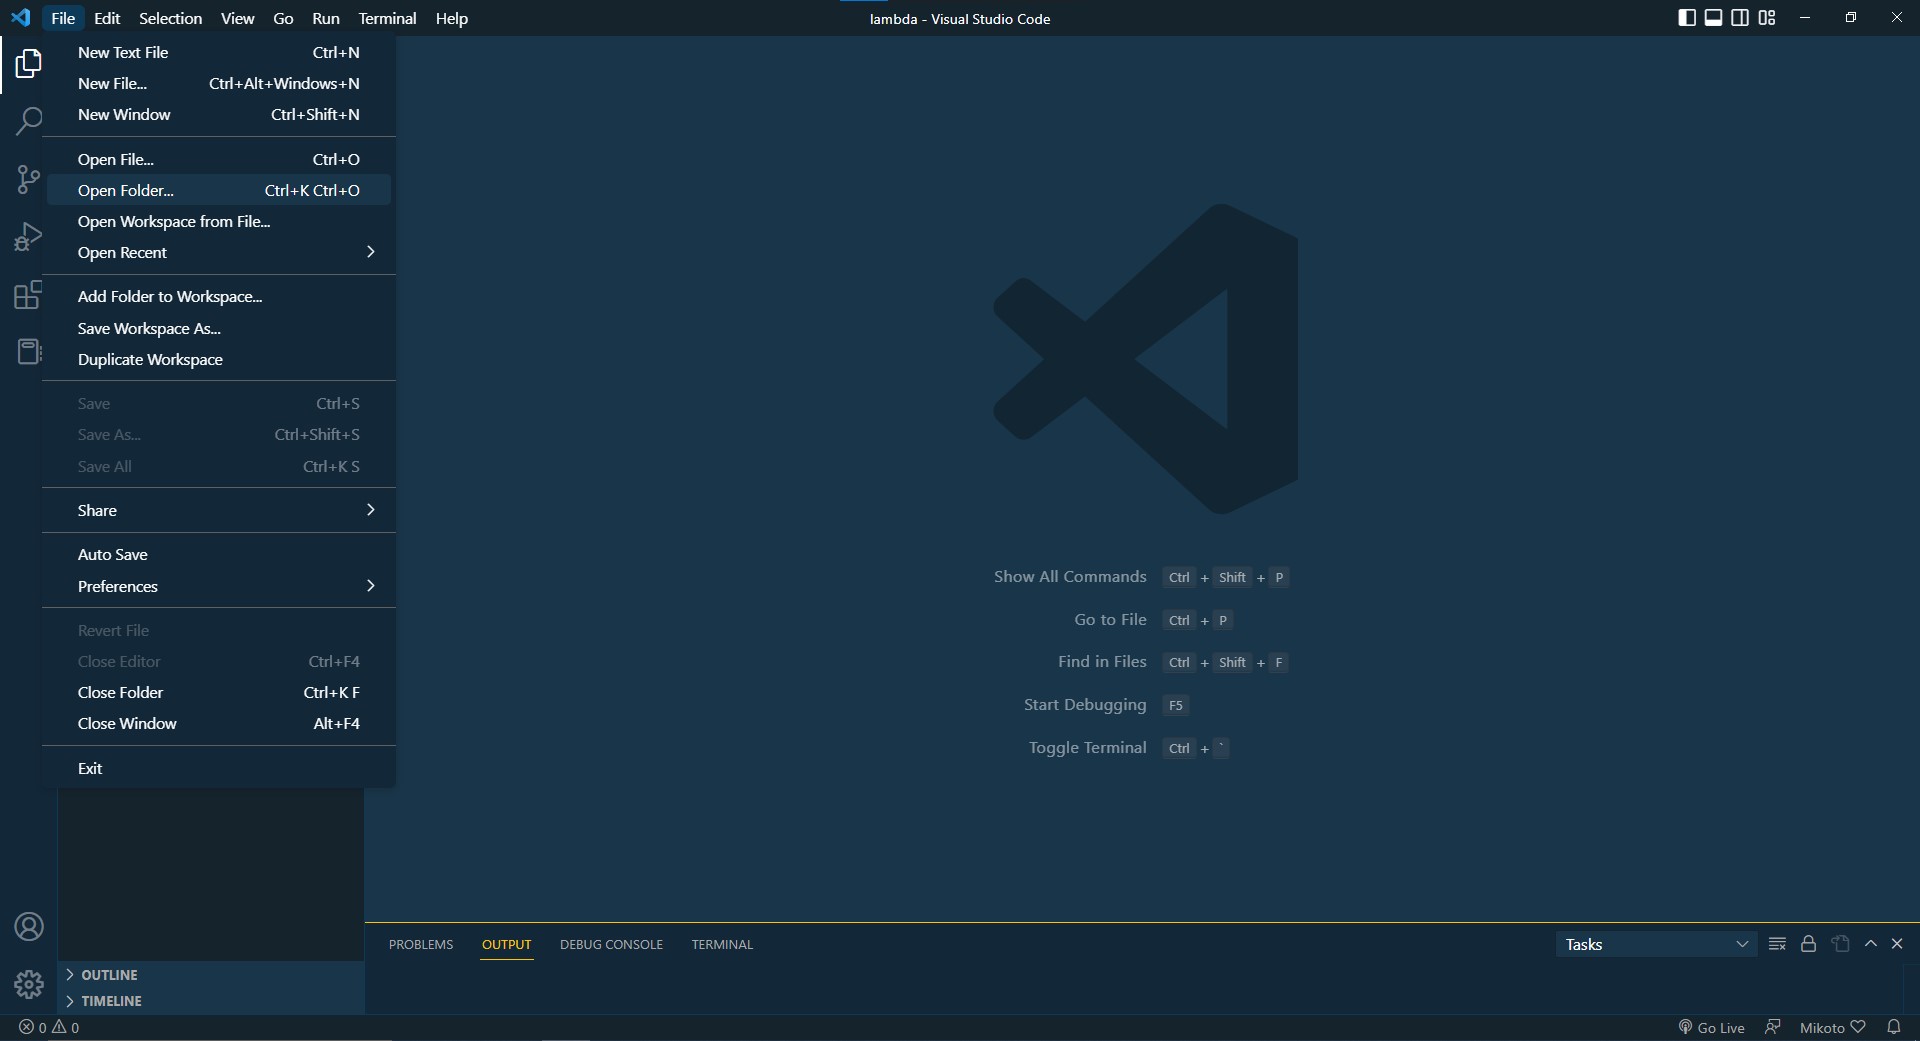 File Edit Selection View Go Run Terminal Help
lambda - Visual Studio Code
New Text File Ctrl+N
New File... Ctrl+Alt+Windows+N
New Window Ctrl+Shift+N
Open File... Ctrl+O
Open Folder... Ctrl+K Ctrl+O
Open Workspace from File...
Open Recent
Add Folder to Workspace...
Save Workspace As...
Duplicate Workspace
Save Ctrl+S
Save As... Ctrl+Shift+S
Save All Ctrl+K S
Share
Auto Save
Preferences
Revert File
Close Editor Ctrl+F4
Close Folder Ctrl+K F
Close Window Alt+F4
Exit
Show All Commands Ctrl + Shift + P
Go to File Ctrl + P
Find in Files Ctrl + Shift + F
Start Debugging F5
Toggle Terminal Ctrl + `
PROBLEMS OUTPUT DEBUG CONSOLE TERMINAL
Tasks
OUTLINE
TIMELINE
0 0
Go Live
Mikoto